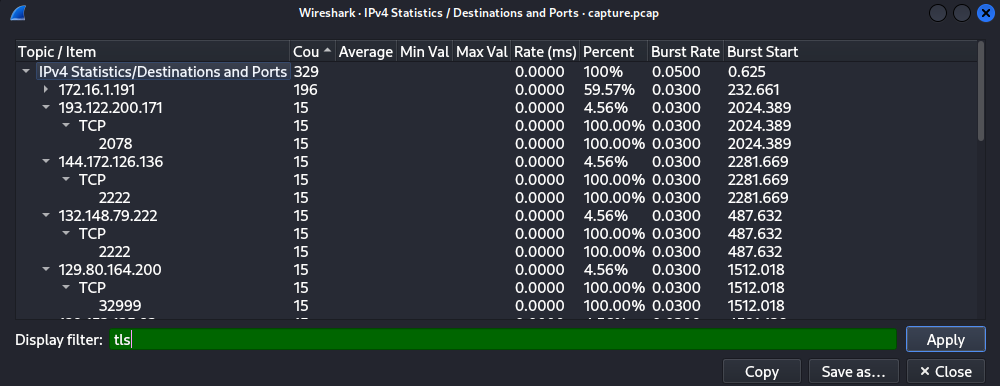 Wireshark · IPv4 Statistics / Destinations and Ports · capture.pcap
Topic / Item Cou Average Min Val Max Val Rate (ms) Percent Burst Rate Burst Start
IPv4 Statistics/Destinations and Ports 329 0.0000 100% 0.0500 0.625
172.16.1.191 196 0.0000 59.57% 0.0300 232.661
193.122.200.171 15 0.0000 4.56% 0.0300 2024.389
TCP 15 0.0000 100.00% 0.0300 2024.389
2078 15 0.0000 100.00% 0.0300 2024.389
144.172.126.136 15 0.0000 4.56% 0.0300 2281.669
TCP 15 0.0000 100.00% 0.0300 2281.669
2222 15 0.0000 100.00% 0.0300 2281.669
132.148.79.222 15 0.0000 4.56% 0.0300 487.632
TCP 15 0.0000 100.00% 0.0300 487.632
2222 15 0.0000 100.00% 0.0300 487.632
129.80.164.200 15 0.0000 4.56% 0.0300 1512.018
TCP 15 0.0000 100.00% 0.0300 1512.018
32999 15 0.0000 100.00% 0.0300 1512.018
Display filter: tls Apply
Copy Save as... × Close